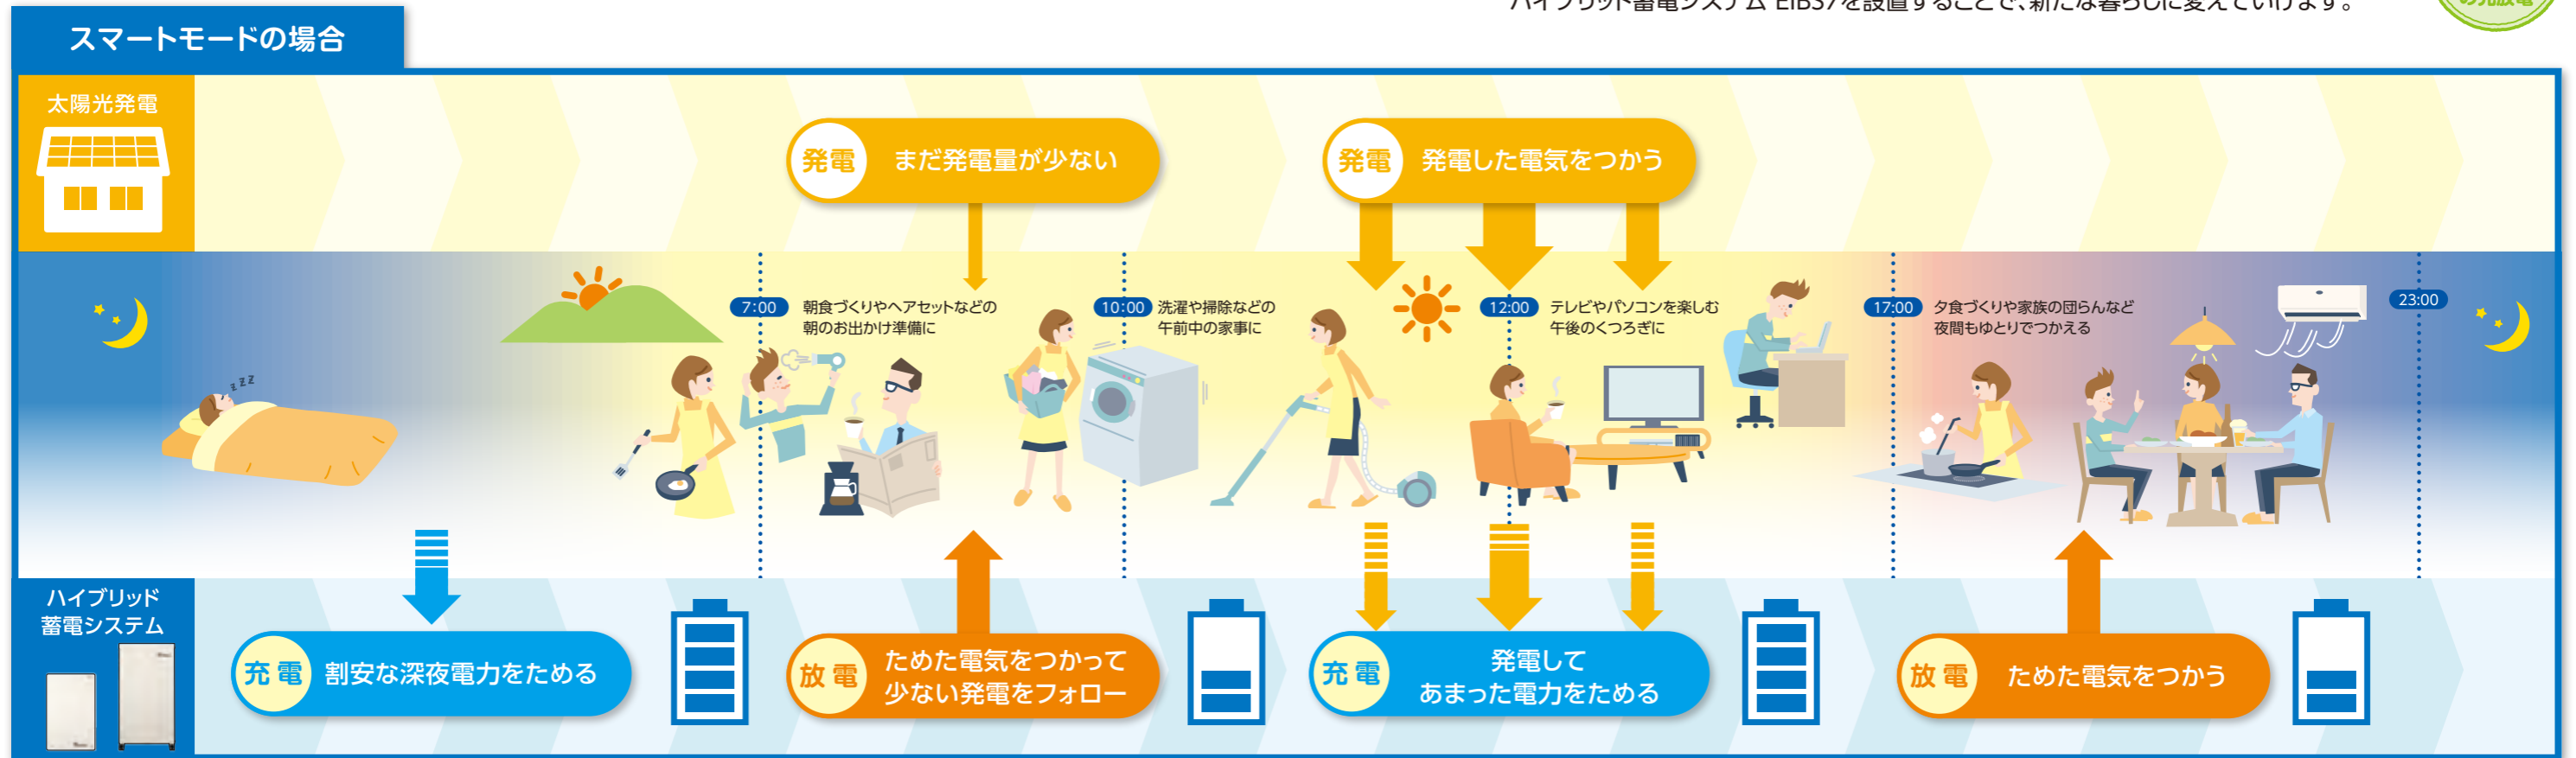 ハイブリッド蓄電システム EIBS7を設置することで、新たな暮らしに変えていけます。
の充放電
スマートモードの場合
太陽光発電
発電 まだ発電量が少ない
発電 発電した電気をつかう
7:00 朝食づくりやヘアセットなどの
朝のお出かけ準備に
10:00 洗濯や掃除などの
午前中の家事に
12:00 テレビやパソコンを楽しむ
午後のくつろぎに
17:00 夕食づくりや家族の団らんなど
夜間もゆとりでつかえる
23:00
z z z
ハイブリッド
蓄電システム
充電 割安な深夜電力をためる
放電 ためた電気をつかって
少ない発電をフォロー
充電 発電して
あまった電力をためる
放電 ためた電気をつかう